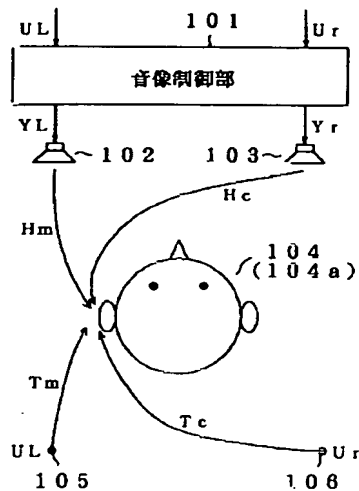 UL 101 Ur
音像制御部
YL Yr
102 103
Hm Hc
104
(104a)
Tm Tc
UL Ur
105 106